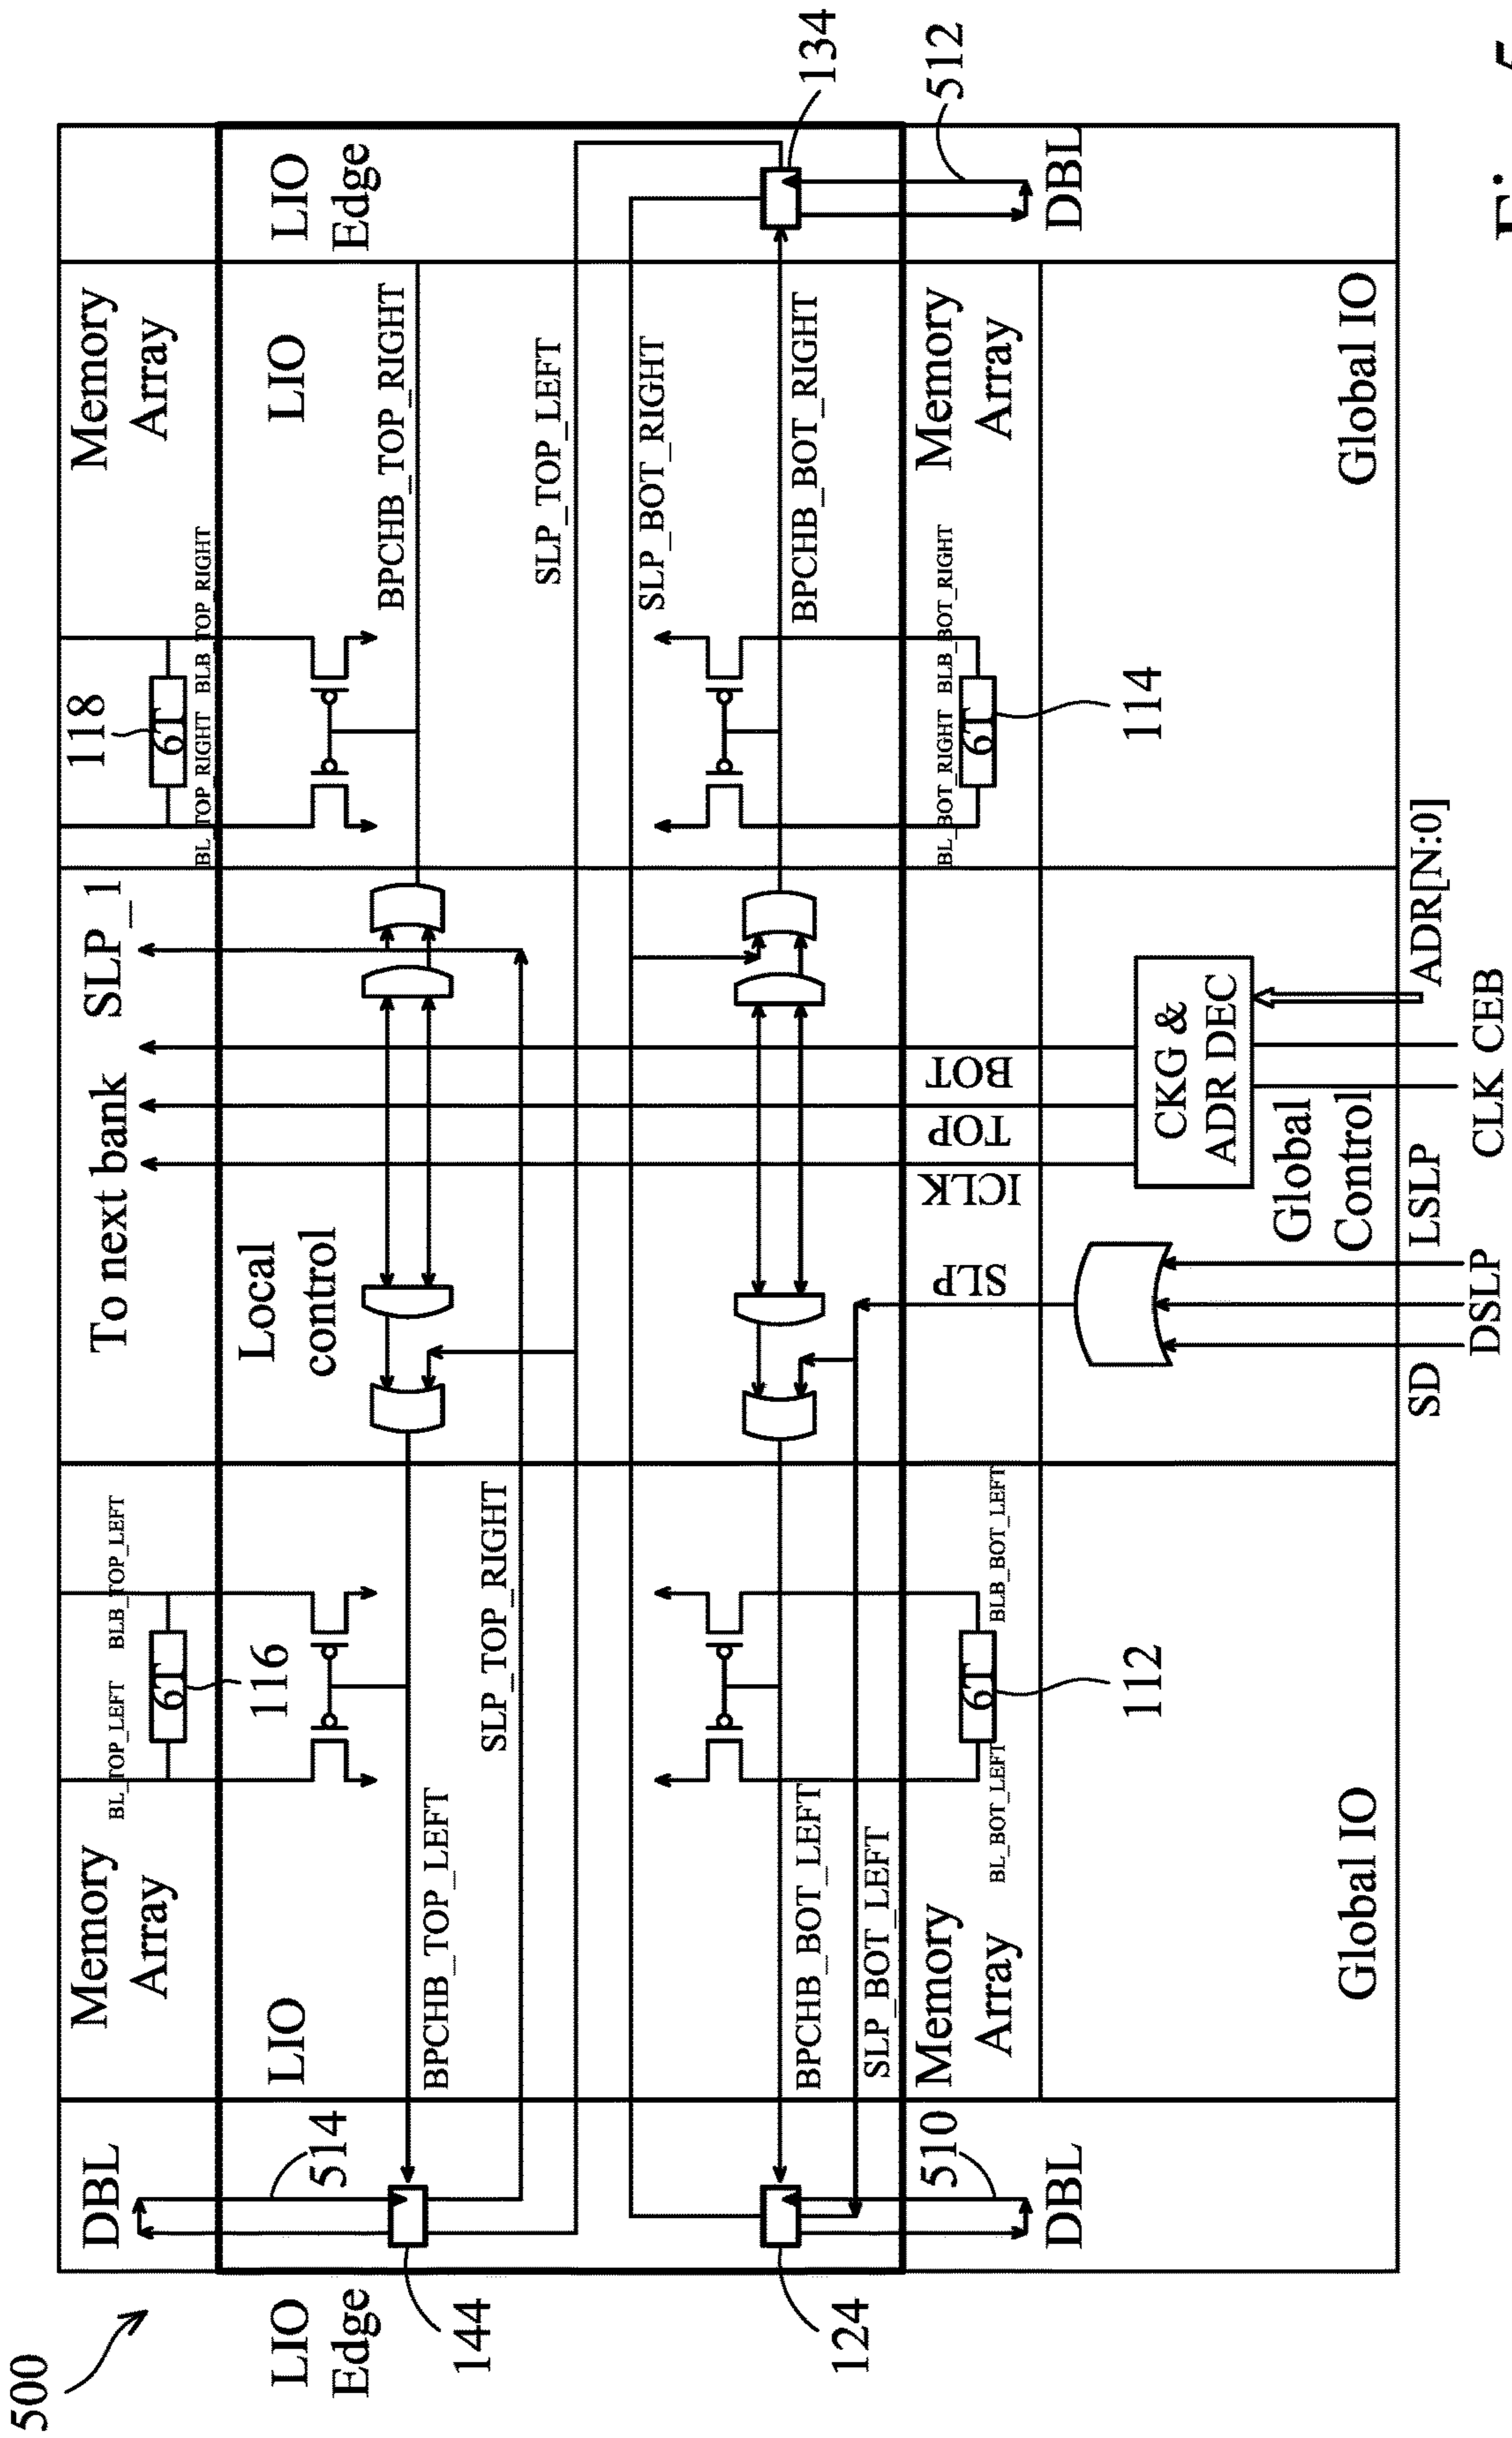 500
DBL
Memory
Array
To next bank
SLP_1
118
Memory
Array
BL_TOP_LEFT
BLB_TOP_LEFT
6T
6T
BL_TOP_RIGHT
BLB_TOP_RIGHT
LIO
Edge
514
LIO
116
Local
control
LIO
LIO
Edge
BPCHB_TOP_LEFT
BPCHB_TOP_RIGHT
144
SLP_TOP_RIGHT
SLP_TOP_LEFT
SLP_BOT_RIGHT
BPCHB_BOT_LEFT
BPCHB_BOT_RIGHT
134
124
SLP_BOT_LEFT
510
Memory
Array
SLP
ICLK
TOP
BOT
BL_BOT_RIGHT
BLB_BOT_RIGHT
Memory
Array
512
BL_BOT_LEFT
BLB_BOT_LEFT
6T
6T
DBL
DBL
112
114
CKG &
ADR DEC
Global
Control
Global IO
Global IO
SD
DSLP
LSLP
CLK
CEB
ADR[N:0]